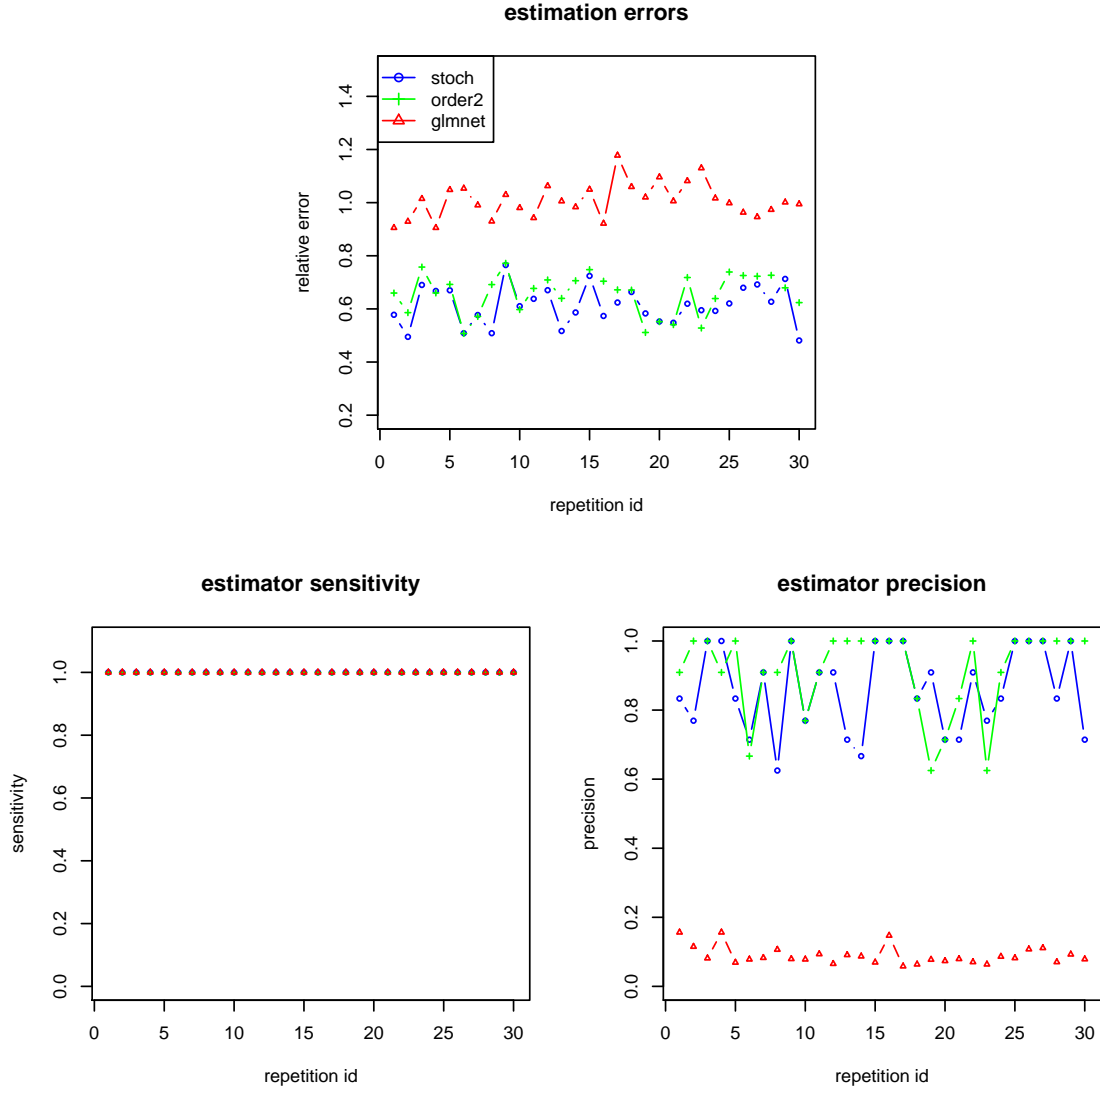 estimation errors
stoch
order2
glmnet
relative error
0.2 0.4 0.6 0.8 1.0 1.2 1.4
0 5 10 15 20 25 30
repetition id
estimator sensitivity
sensitivity
0.0 0.2 0.4 0.6 0.8 1.0
0 5 10 15 20 25 30
repetition id
estimator precision
precision
0.0 0.2 0.4 0.6 0.8 1.0
0 5 10 15 20 25 30
repetition id